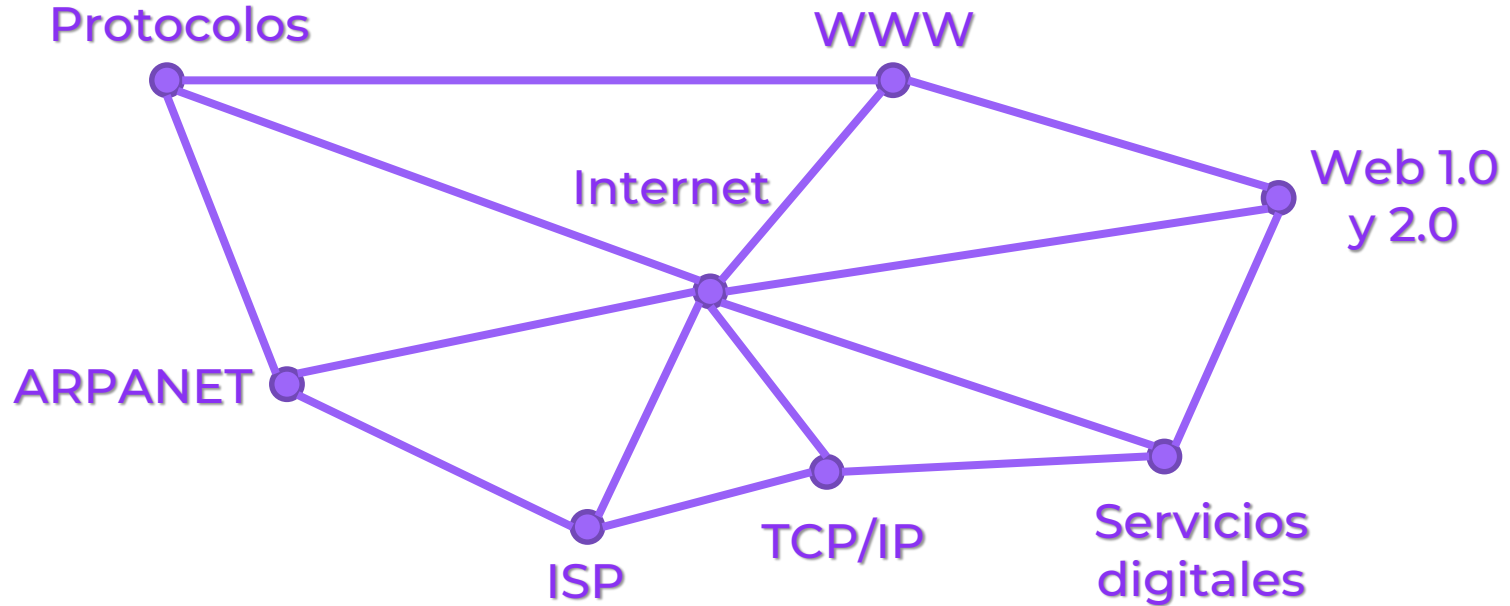 Protocolos
WWW
Internet
Web 1.0
y 2.0
ARPANET
ISP
TCP/IP
Servicios
digitales